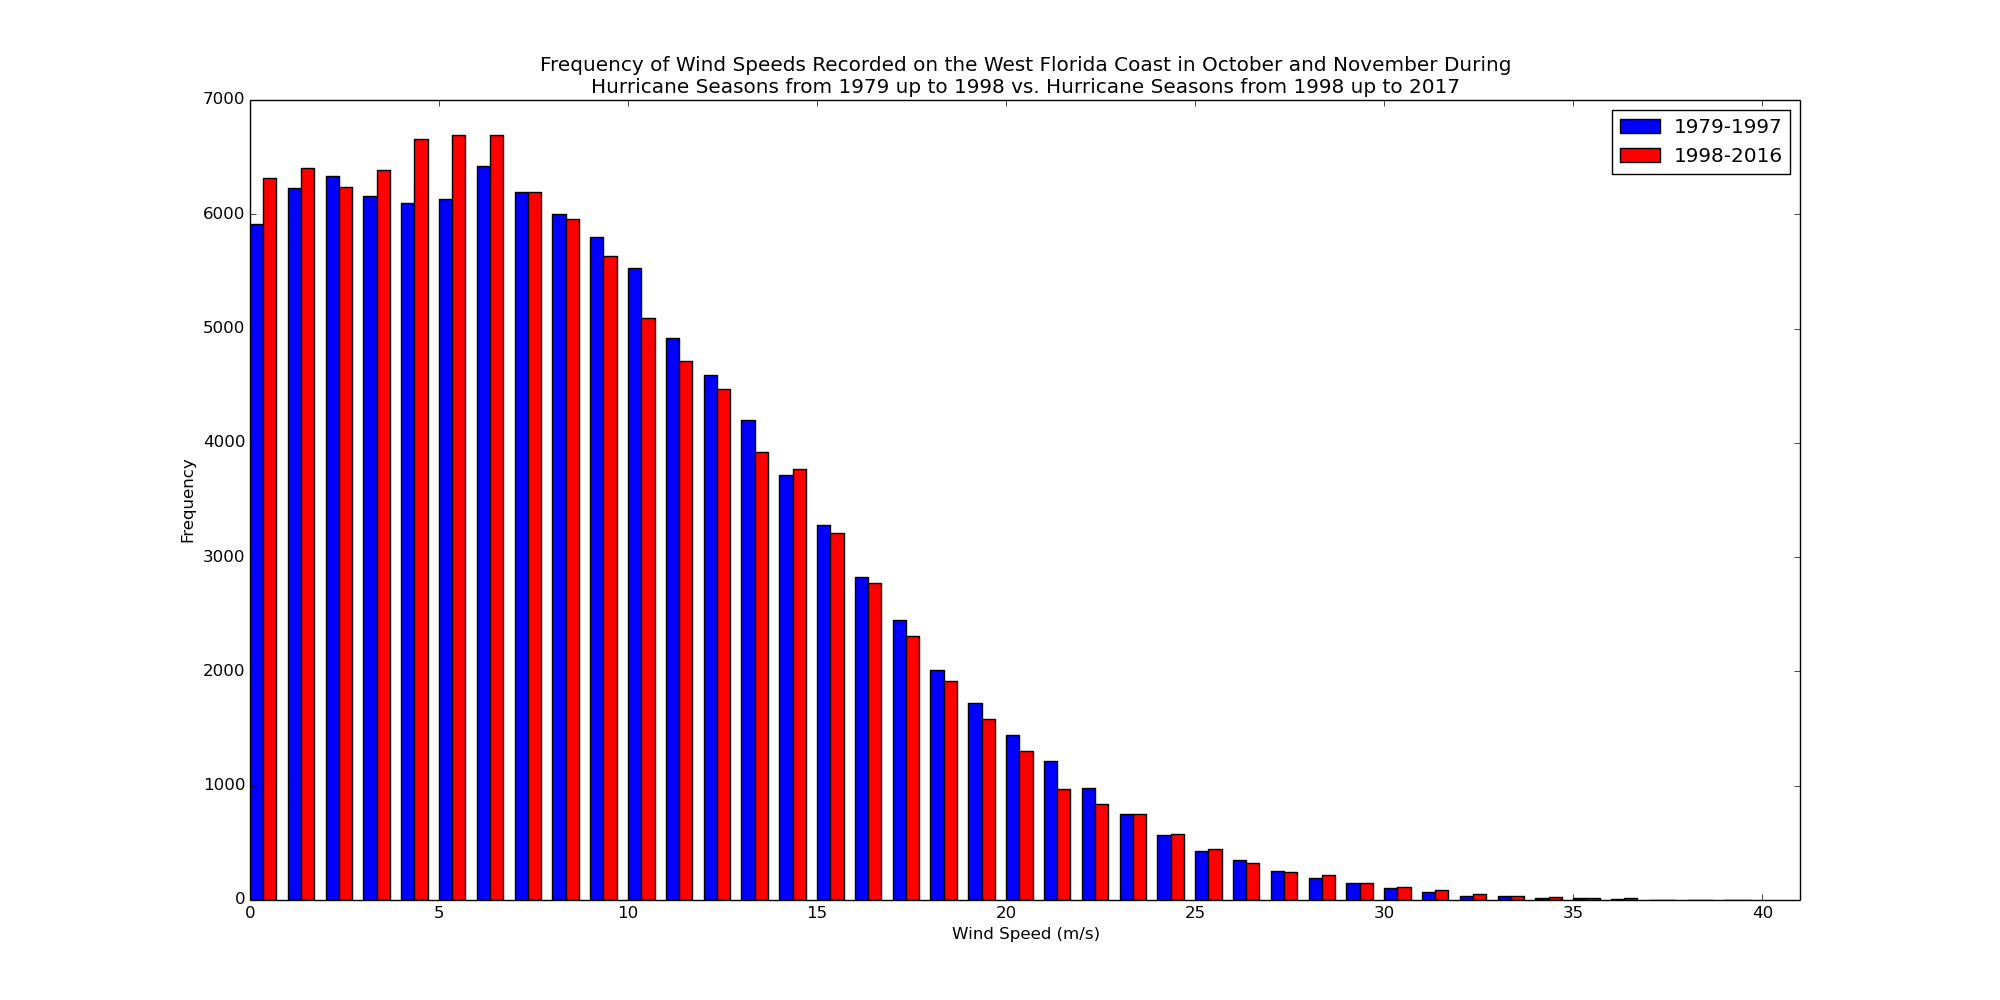 Frequency of Wind Speeds Recorded on the West Florida Coast in October and November During
Hurricane Seasons from 1979 up to 1998 vs. Hurricane Seasons from 1998 up to 2017
1979-1997
1998-2016
7000
6000
5000
4000
3000
2000
1000
0
Frequency
0 5 10 15 20 25 30 35 40
Wind Speed (m/s)